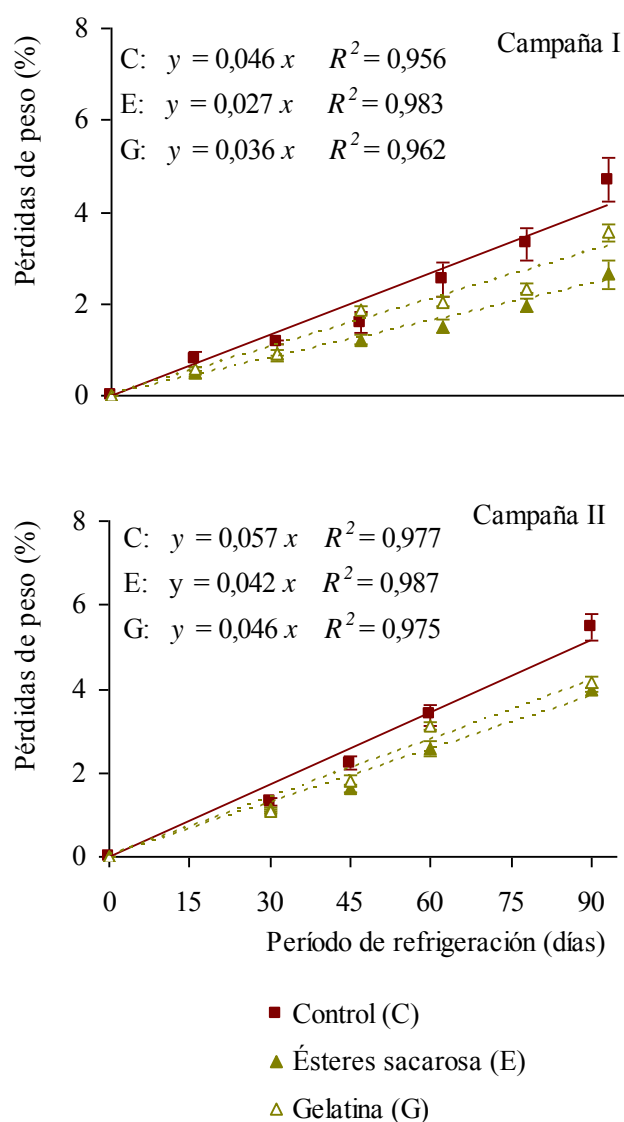 Campaña I
C: y = 0,046 x R² = 0,956
E: y = 0,027 x R² = 0,983
G: y = 0,036 x R² = 0,962
Pérdidas de peso (%)
8
6
4
2
0
Campaña II
C: y = 0,057 x R² = 0,977
E: y = 0,042 x R² = 0,987
G: y = 0,046 x R² = 0,975
Pérdidas de peso (%)
8
6
4
2
0
0 15 30 45 60 75 90
Período de refrigeración (días)
Control (C)
Ésteres sacarosa (E)
Gelatina (G)